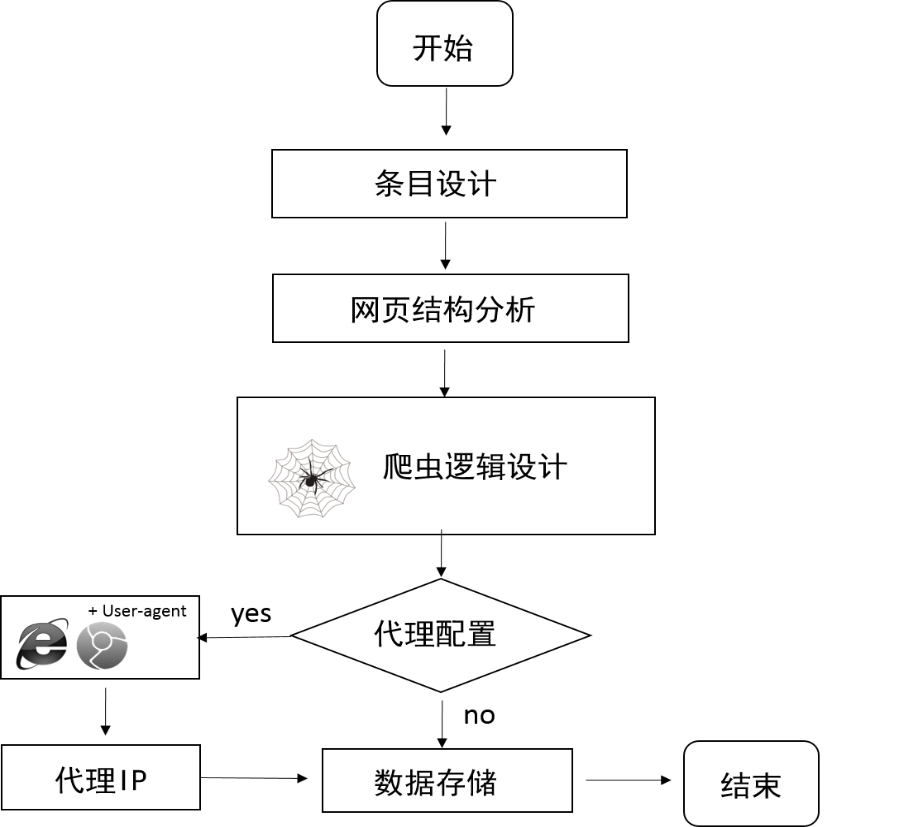 开始
条目设计
网页结构分析
爬虫逻辑设计
代理配置
yes
+ User-agent
no
代理IP
数据存储
结束